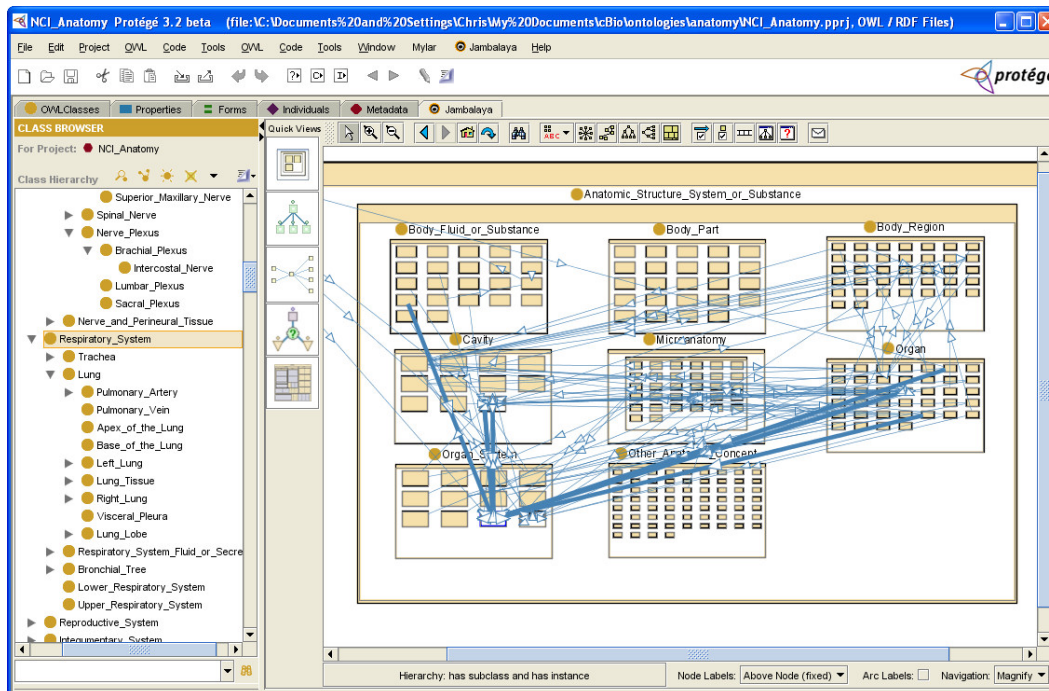 NCI_Anatomy Protégé 3.2 beta (file:\C:\Documents%20and%20Settings\Chris\My%20Documents\cBio\ontologies\anatomy\NCI_Anatomy.pprj, OWL / RDF Files)
File Edit Project OWL Code Tools OWL Code Tools Window Mylar Jambalaya Help
protégé
OWLClasses Properties Forms Individuals Metadata Jambalaya
CLASS BROWSER
For Project: NCI_Anatomy
Class Hierarchy
Superior_Maxillary_Nerve
Spinal_Nerve
Nerve_Plexus
Brachial_Plexus
Intercostal_Nerve
Lumbar_Plexus
Sacral_Plexus
Nerve_and_Perineural_Tissue
Respiratory_System
Trachea
Lung
Pulmonary_Artery
Pulmonary_Vein
Apex_of_the_Lung
Base_of_the_Lung
Left_Lung
Lung_Tissue
Right_Lung
Visceral_Pleura
Lung_Lobe
Respiratory_System_Fluid_or_Secre
Bronchial_Tree
Lower_Respiratory_System
Upper_Respiratory_System
Reproductive_System
Integumentary_System
Quick Views
ABC
Anatomic_Structure_System_or_Substance
Body_Fluid_or_Substance Body_Part Body_Region
Cavity Microanatomy Organ
Organ_System Other_Anatomic_Concept
Hierarchy: has subclass and has instance Node Labels: Above Node (fixed) Arc Labels: Navigation: Magnify